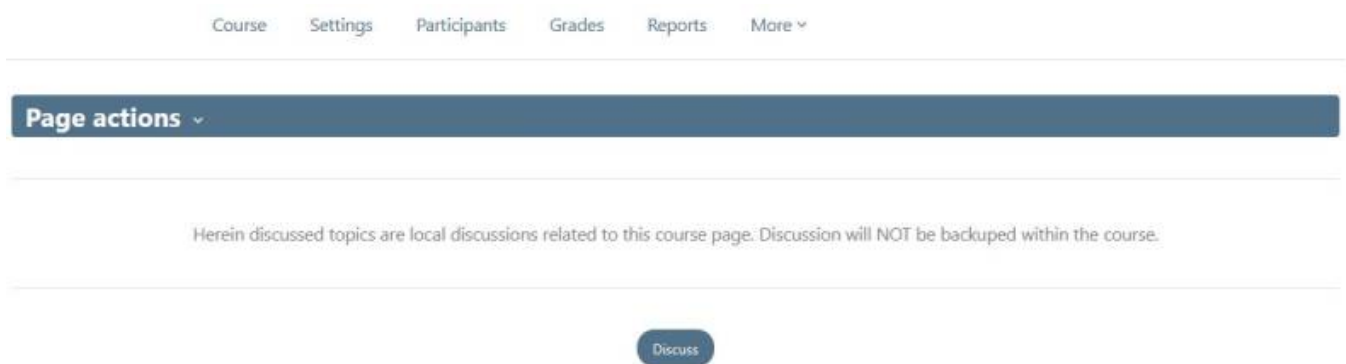 Course Settings Participants Grades Reports More
Page actions
Herein discussed topics are local discussions related to this course page. Discussion will NOT be backuped within the course.
Discuss